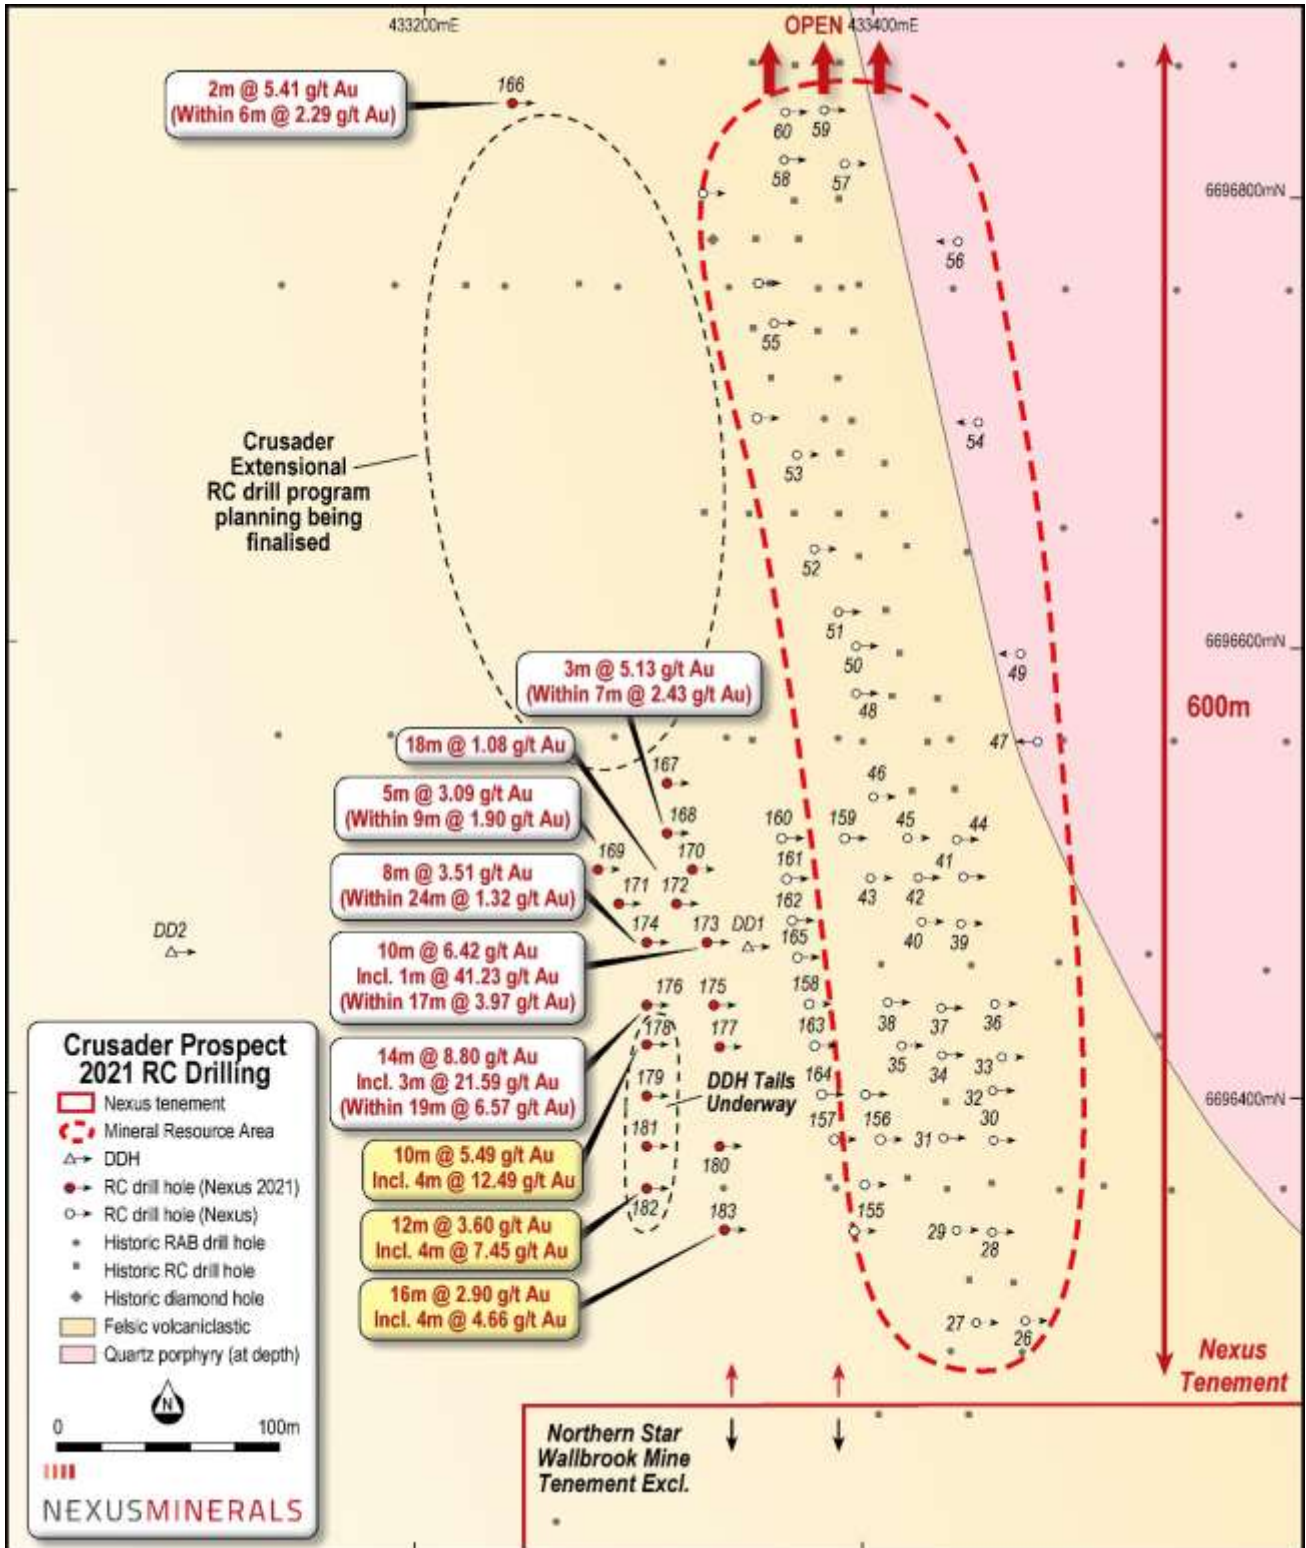 433200mE
OPEN
433400mE
2m @ 5.41 g/t Au
(Within 6m @ 2.29 g/t Au)
166
60
59
58
57
6696800mN
56
55
54
Crusader
Extensional
RC drill program
planning being
finalised
53
52
51
50
6696600mN
49
3m @ 5.13 g/t Au
(Within 7m @ 2.43 g/t Au)
48
600m
18m @ 1.08 g/t Au
47
167
46
5m @ 3.09 g/t Au
(Within 9m @ 1.90 g/t Au)
168
160
159
45
44
169
170
161
41
8m @ 3.51 g/t Au
(Within 24m @ 1.32 g/t Au)
171
172
162
43
42
DD2
174
173
DD1
165
40
39
10m @ 6.42 g/t Au
Incl. 1m @ 41.23 g/t Au
(Within 17m @ 3.97 g/t Au)
176
175
158
38
37
36
178
177
163
35
34
33
14m @ 8.80 g/t Au
Incl. 3m @ 21.59 g/t Au
(Within 19m @ 6.57 g/t Au)
179
DDH Tails
Underway
164
32
6696400mN
157
156
30
181
31
10m @ 5.49 g/t Au
Incl. 4m @ 12.49 g/t Au
180
182
183
155
29
28
12m @ 3.60 g/t Au
Incl. 4m @ 7.45 g/t Au
16m @ 2.90 g/t Au
Incl. 4m @ 4.66 g/t Au
27
26
Nexus
Tenement
Northern Star
Wallbrook Mine
Tenement Excl.
Crusader Prospect
2021 RC Drilling
Nexus tenement
Mineral Resource Area
DDH
RC drill hole (Nexus 2021)
RC drill hole (Nexus)
Historic RAB drill hole
Historic RC drill hole
Historic diamond hole
Felsic volcaniclastic
Quartz porphyry (at depth)
N
0
100m
NEXUSMINERALS